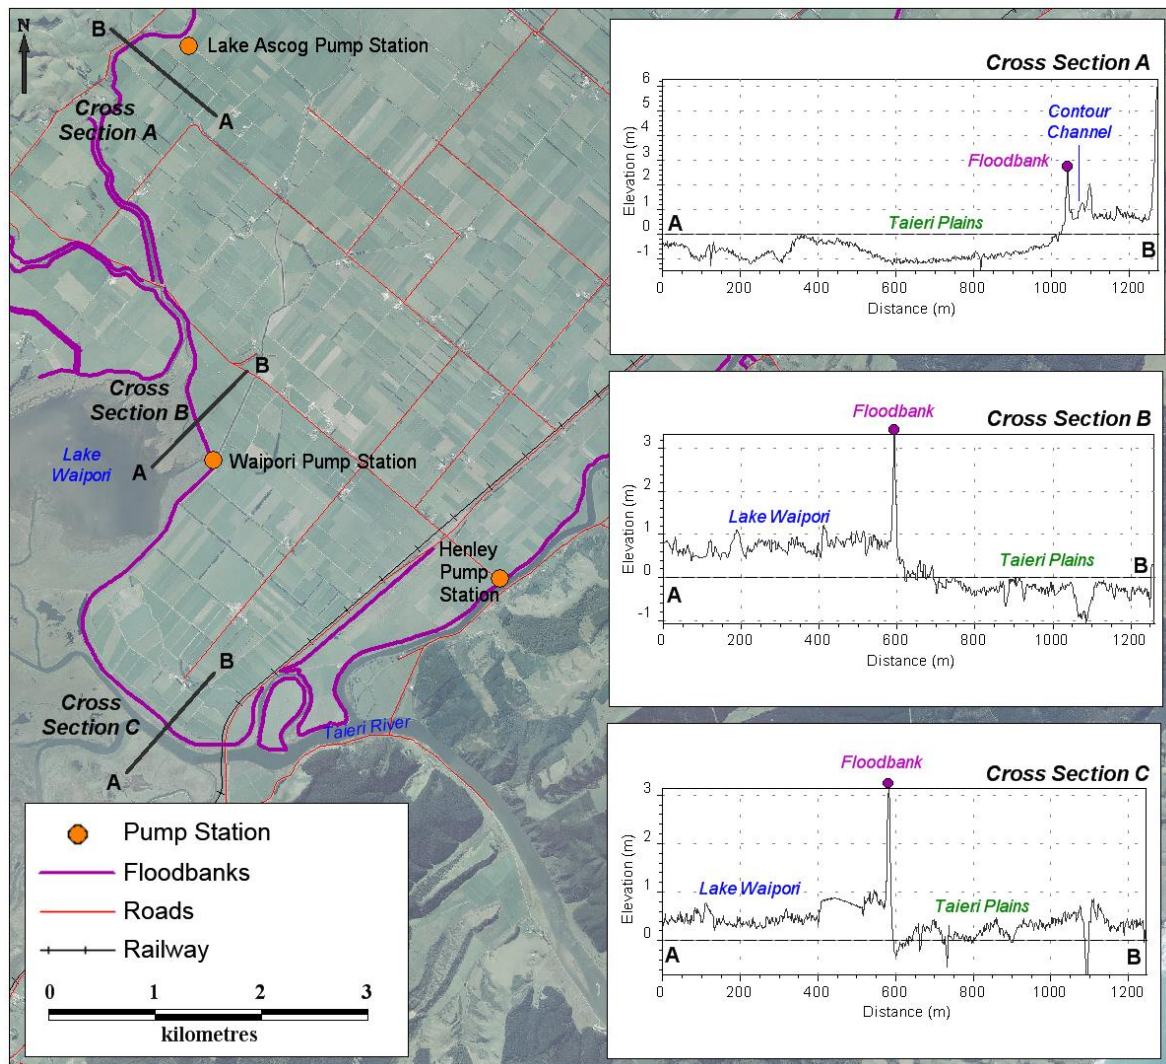 N
B
Lake Ascog Pump Station
Cross
Section A
A
Cross
Section B
B
Lake
Waipori
A
Waipori Pump Station
Henley
Pump
Station
B
Cross
Section C
A
Taieri River
Pump Station
Floodbanks
Roads
Railway
0 1 2 3
kilometres
Cross Section A
Contour
Channel
Floodbank
Taieri Plains
A
B
Elevation (m)
6
5
4
3
2
1
0
-1
0 200 400 600 800 1000 1200
Distance (m)
Cross Section B
Floodbank
Lake Waipori
Taieri Plains
A
B
Elevation (m)
3
2
1
0
-1
0 200 400 600 800 1000 1200
Distance (m)
Cross Section C
Floodbank
Lake Waipori
Taieri Plains
A
B
Elevation (m)
3
2
1
0
0 200 400 600 800 1000 1200
Distance (m)